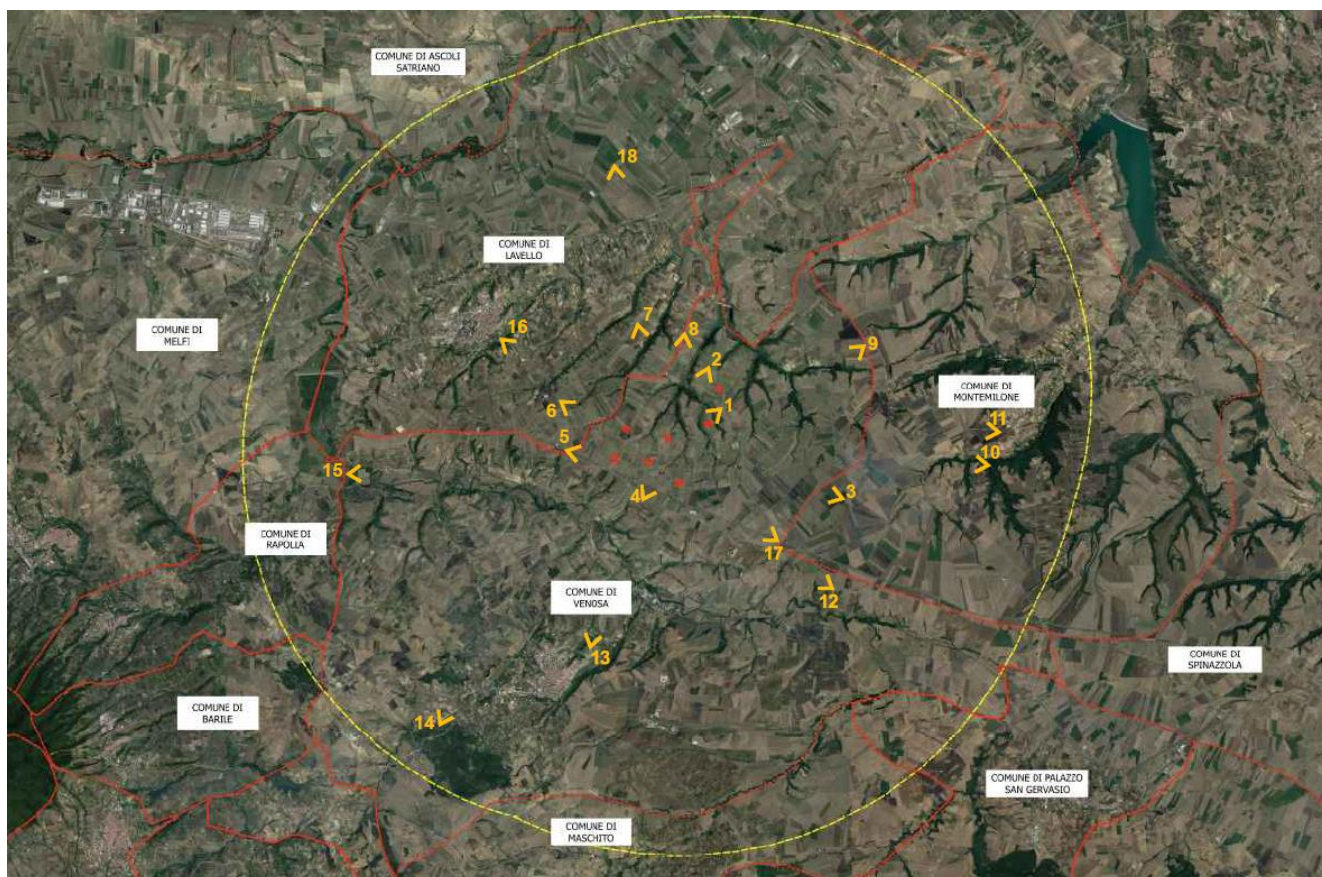 COMUNE DI ASCOLI
SATRIANO
18
COMUNE DI
LAVELLO
COMUNE DI
MELFI
16
7
8
9
2
COMUNE DI
MONTEMILONE
6
1
11
5
10
15
4
3
COMUNE DI
RAPOLLA
17
COMUNE DI
VENOSA
12
13
COMUNE DI
SPINAZZOLA
COMUNE DI
BARILE
14
COMUNE DI PALAZZO
SAN GERVASIO
COMUNE DI
MASCHITO